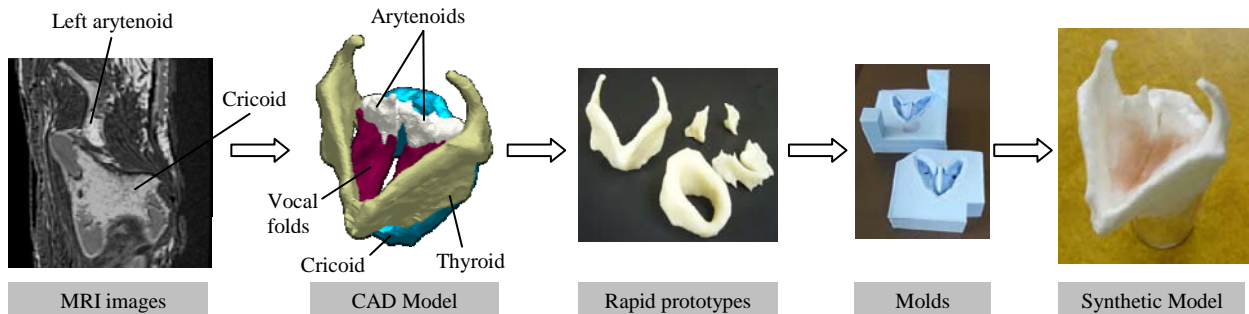 Left arytenoid
Arytenoids
Cricoid
Vocal
folds
Cricoid
Thyroid
MRI images
CAD Model
Rapid prototypes
Molds
Synthetic Model